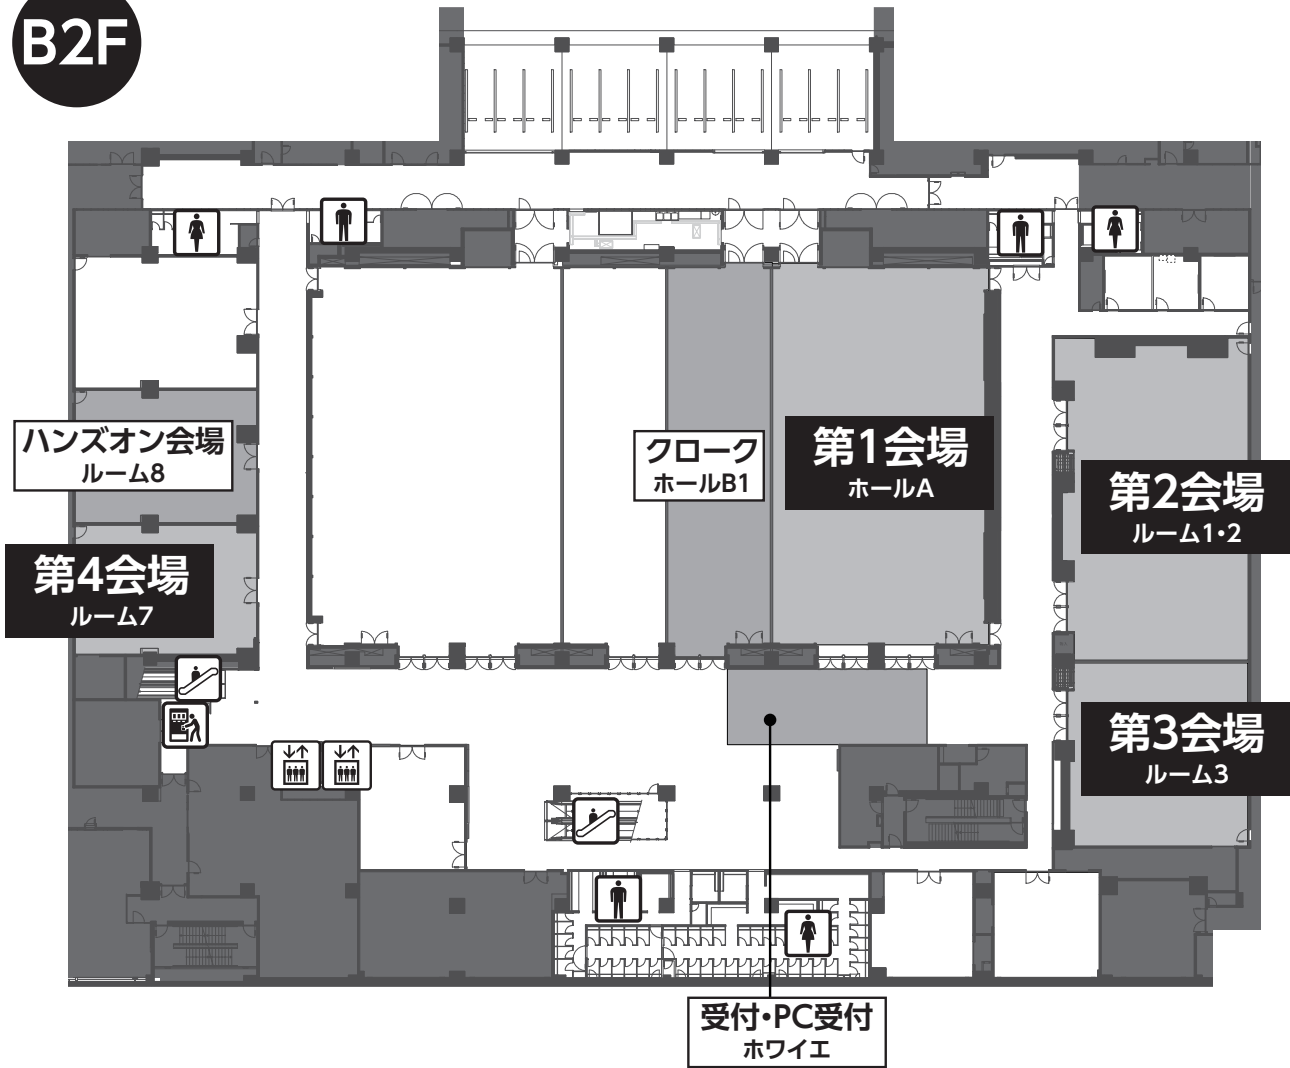 B2F
ハンズオン会場
ルーム8
クローク
ホールB1
第1会場
ホールA
第2会場
ルーム1•2
第4会場
ルーム7
第3会場
ルーム3
受付•PC受付
ホワイエ